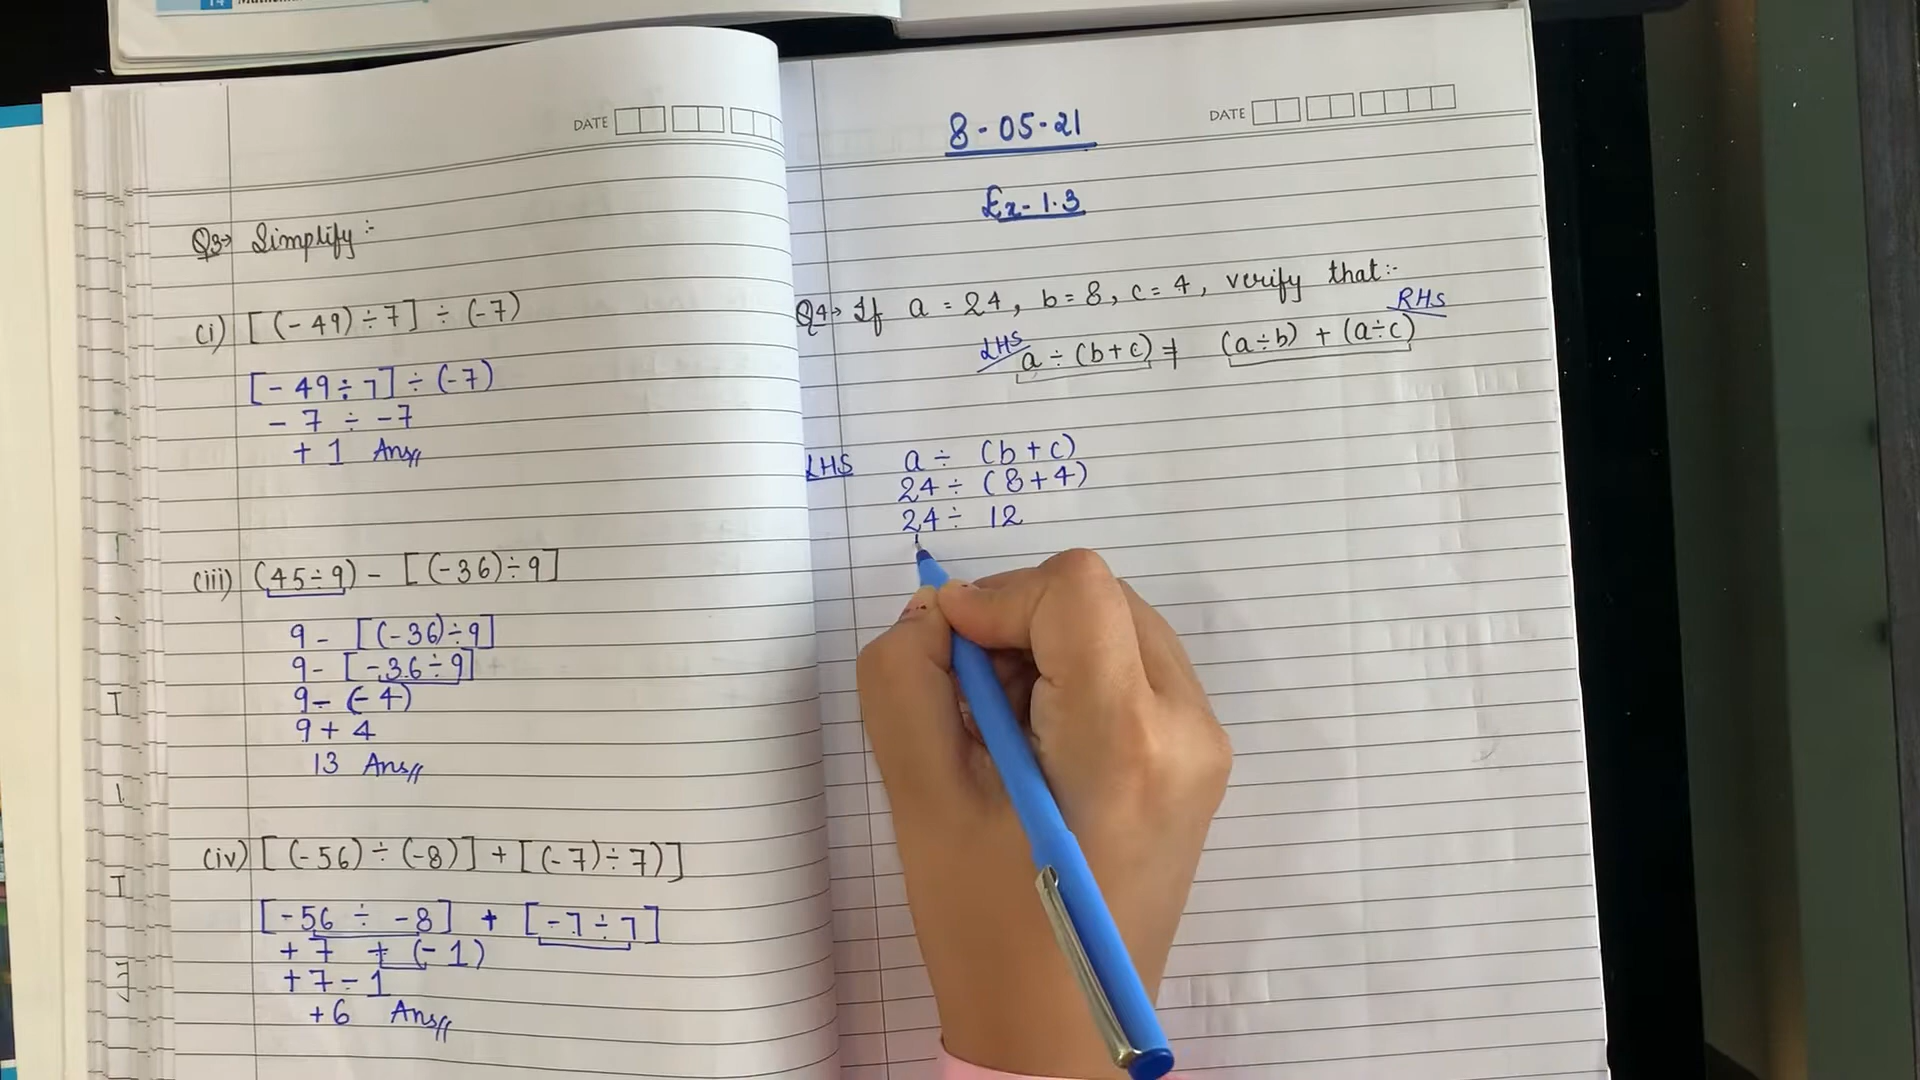 14
DATE
Q3→ Simplify:-
(i) [(-49)÷7] ÷ (-7)
[-49÷7] ÷ (-7)
-7 ÷ -7
+1 Ans//
(iii) (45÷9) - [(-36)÷9]
9 - [(-36)÷9]
9 - [-36÷9]
9 - (-4)
9 + 4
13 Ans//
(iv) [(-56) ÷ (-8)] + [(-7)÷7)]
[-56 ÷ -8] + [-7÷7]
+7 + (-1)
+7-1
+6 Ans//
8-05-21
DATE
Ex-1.3
Q4→ If a = 24, b = 8, c = 4, verify that:-
LHS RHS
a ÷ (b+c) ≠ (a÷b) + (a÷c)
LHS a ÷ (b+c)
24 ÷ (8+4)
24 ÷ 12